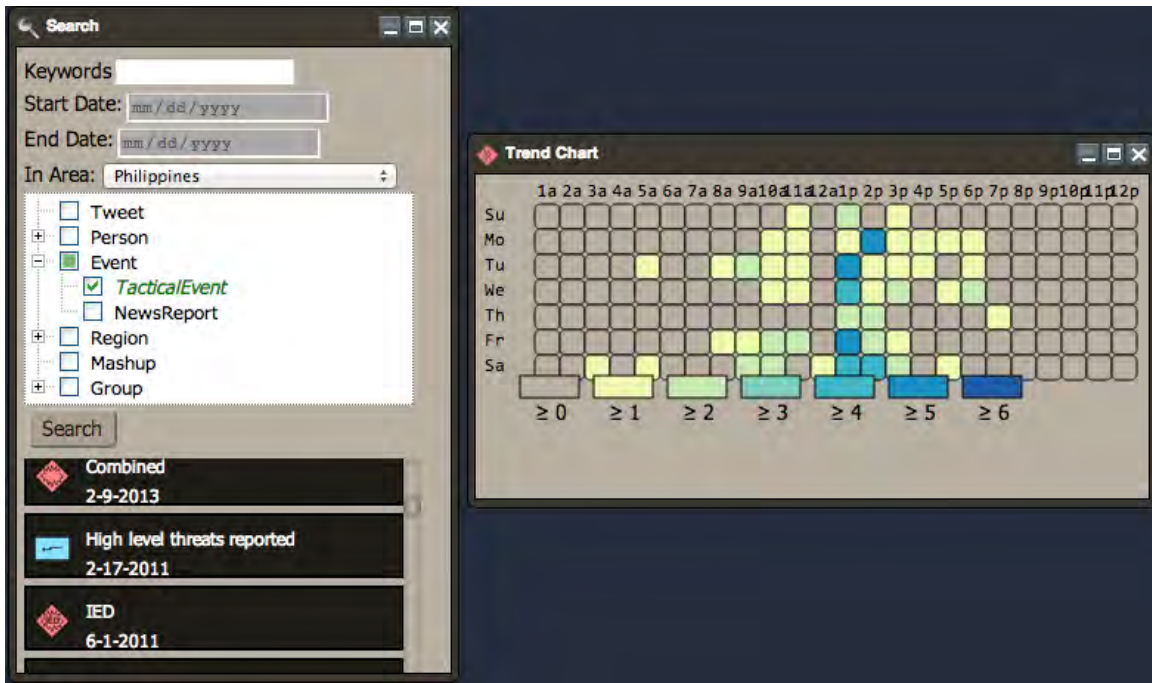 Search
Keywords
Start Date: mm/dd/yyyy
End Date: mm/dd/yyyy
In Area: Philippines
Tweet
Person
Event
TacticalEvent
NewsReport
Region
Mashup
Group
Search
Combined
2-9-2013
High level threats reported
2-17-2011
IED
6-1-2011
Trend Chart
1a 2a 3a 4a 5a 6a 7a 8a 9a 10a 11a 12a 1p 2p 3p 4p 5p 6p 7p 8p 9p 10p 11p 12p
Su
Mo
Tu
We
Th
Fr
Sa
≥ 0 ≥ 1 ≥ 2 ≥ 3 ≥ 4 ≥ 5 ≥ 6